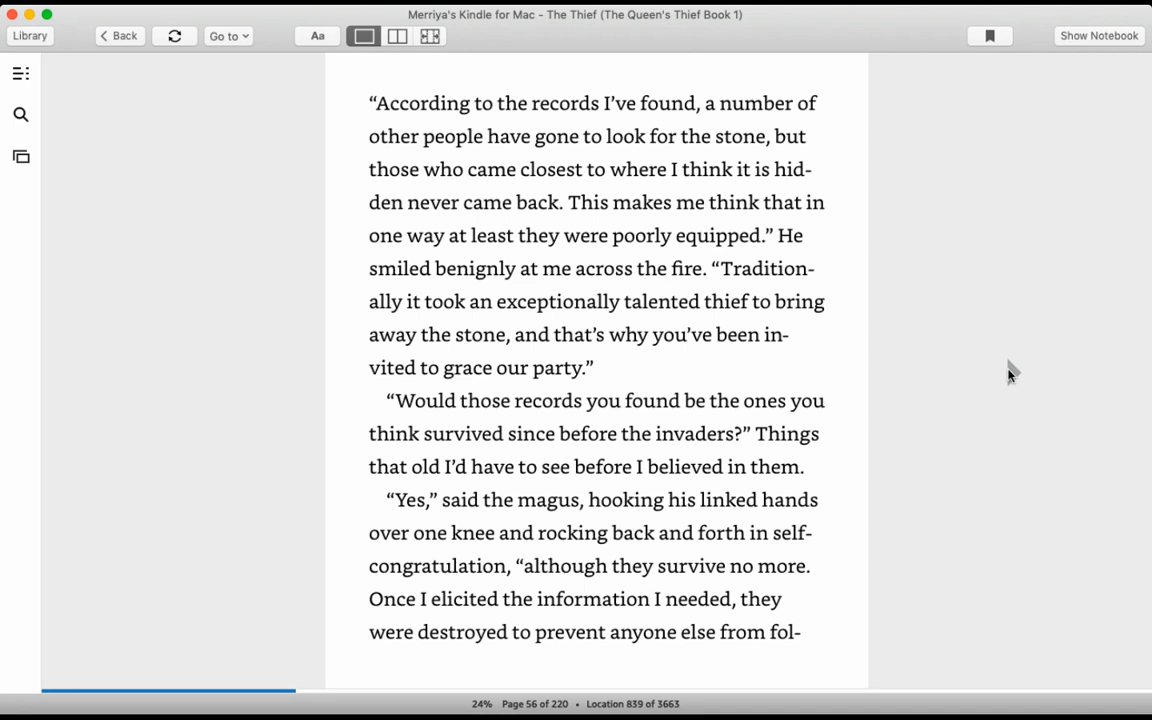 Merriya's Kindle for Mac - The Thief (The Queen's Thief Book 1)
Library
Back
Go to
Aa
Show Notebook
“According to the records I’ve found, a number of
other people have gone to look for the stone, but
those who came closest to where I think it is hid-
den never came back. This makes me think that in
one way at least they were poorly equipped.” He
smiled benignly at me across the fire. “Tradition-
ally it took an exceptionally talented thief to bring
away the stone, and that’s why you’ve been in-
vited to grace our party.”
“Would those records you found be the ones you
think survived since before the invaders?” Things
that old I’d have to see before I believed in them.
“Yes,” said the magus, hooking his linked hands
over one knee and rocking back and forth in self-
congratulation, “although they survive no more.
Once I elicited the information I needed, they
were destroyed to prevent anyone else from fol-
24% Page 56 of 220 • Location 839 of 3663